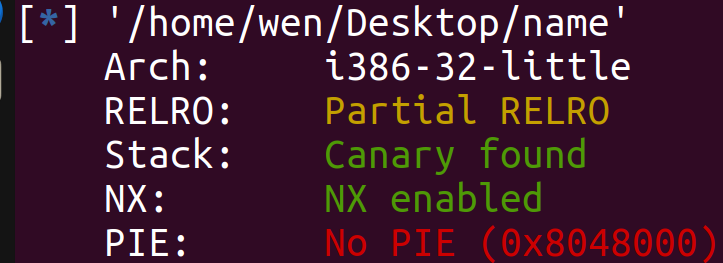 [*] '/home/wen/Desktop/name'
Arch: i386-32-little
RELRO: Partial RELRO
Stack: Canary found
NX: NX enabled
PIE: No PIE (0x8048000)